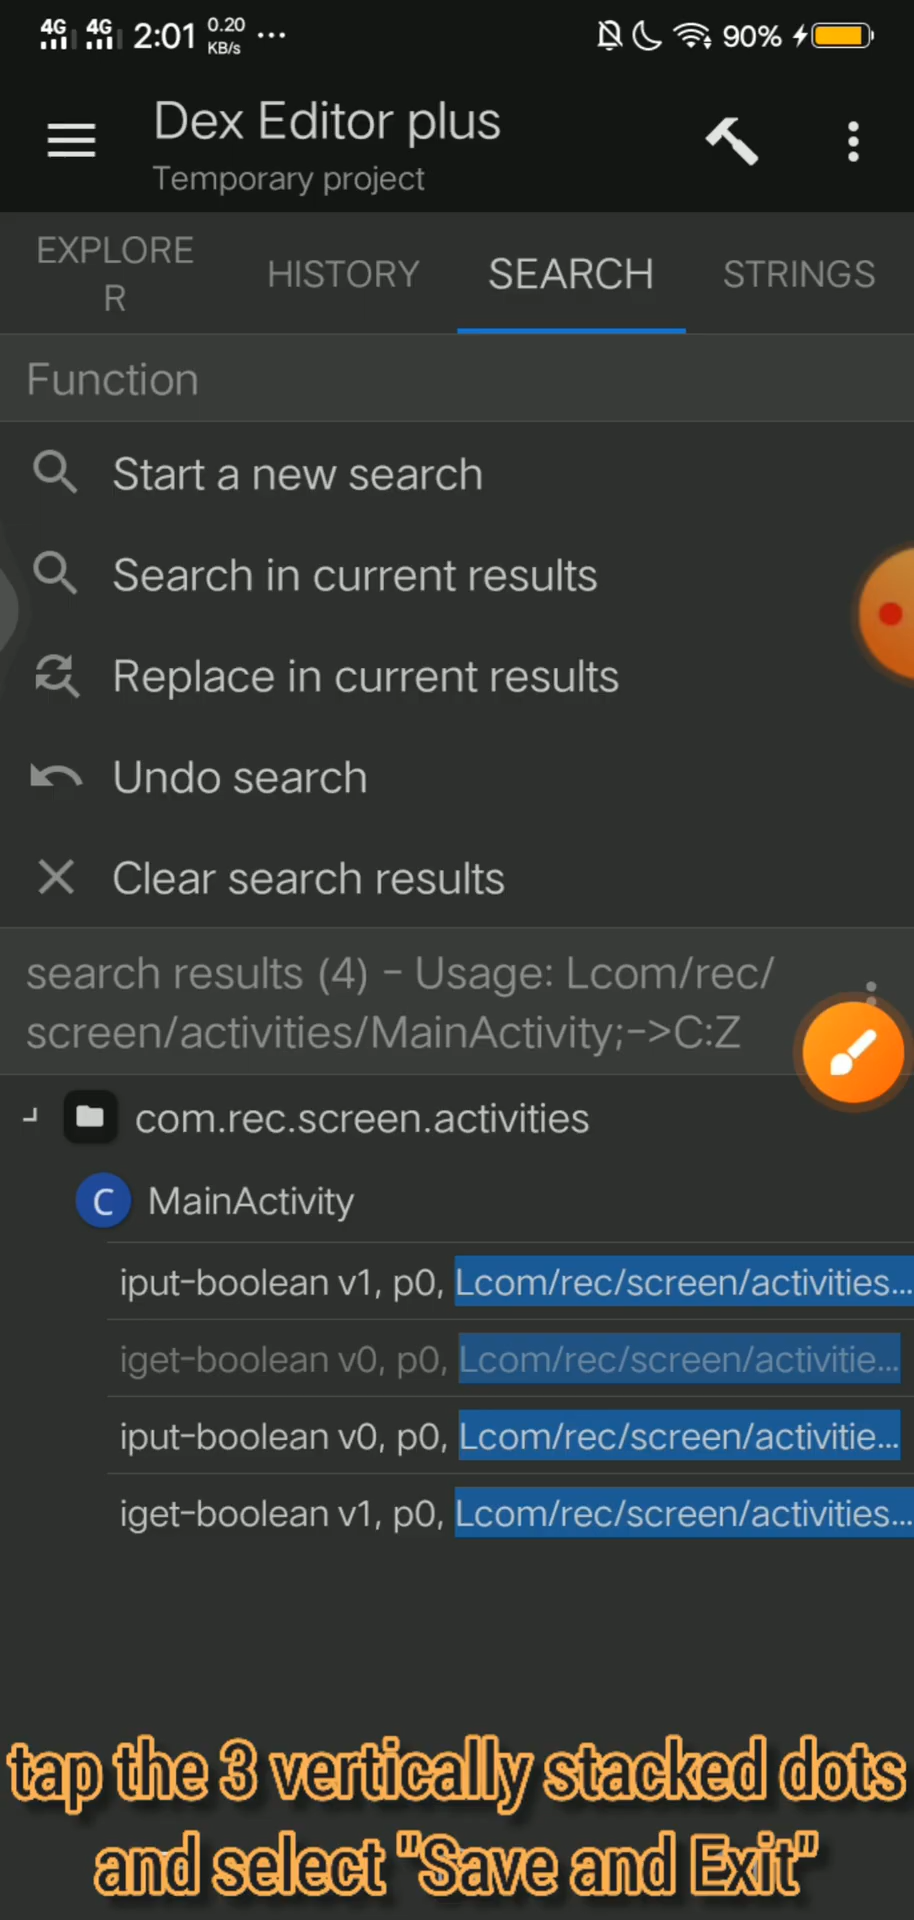 4G 4G 2:01 0.20 KB/s ... 90%
Dex Editor plus
Temporary project
EXPLORE
R
HISTORY
SEARCH
STRINGS
Function
Start a new search
Search in current results
Replace in current results
Undo search
Clear search results
search results (4) - Usage: Lcom/rec/
screen/activities/MainActivity;->C:Z
com.rec.screen.activities
C MainActivity
iput-boolean v1, p0, Lcom/rec/screen/activities...
iget-boolean v0, p0, Lcom/rec/screen/activitie...
iput-boolean v0, p0, Lcom/rec/screen/activitie...
iget-boolean v1, p0, Lcom/rec/screen/activities...
tap the 3 vertically stacked dots
and select "Save and Exit"